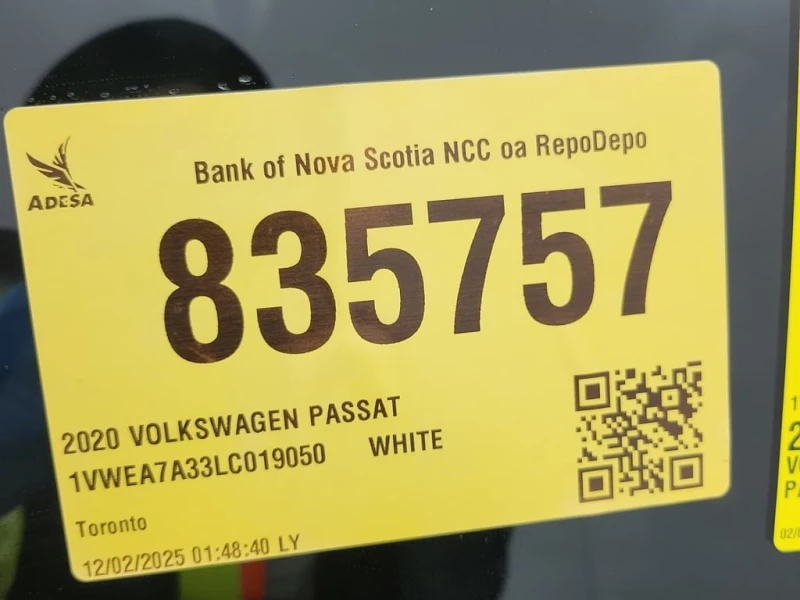 ADESA
Bank of Nova Scotia NCC oa RepoDepo
835757
2020 VOLKSWAGEN PASSAT
1VWEA7A33LC019050 WHITE
Toronto
12/02/2025 01:48:40 LY